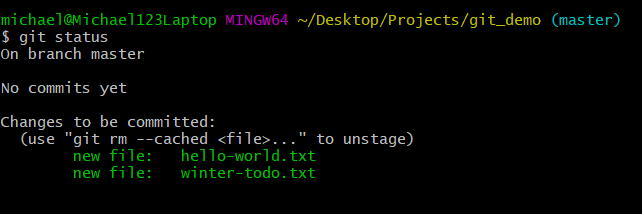 michael@Michael123Laptop MINGW64 ~/Desktop/Projects/git_demo (master)
$ git status
On branch master
No commits yet
Changes to be committed:
  (use "git rm --cached <file>..." to unstage)
        new file:   hello-world.txt
        new file:   winter-todo.txt